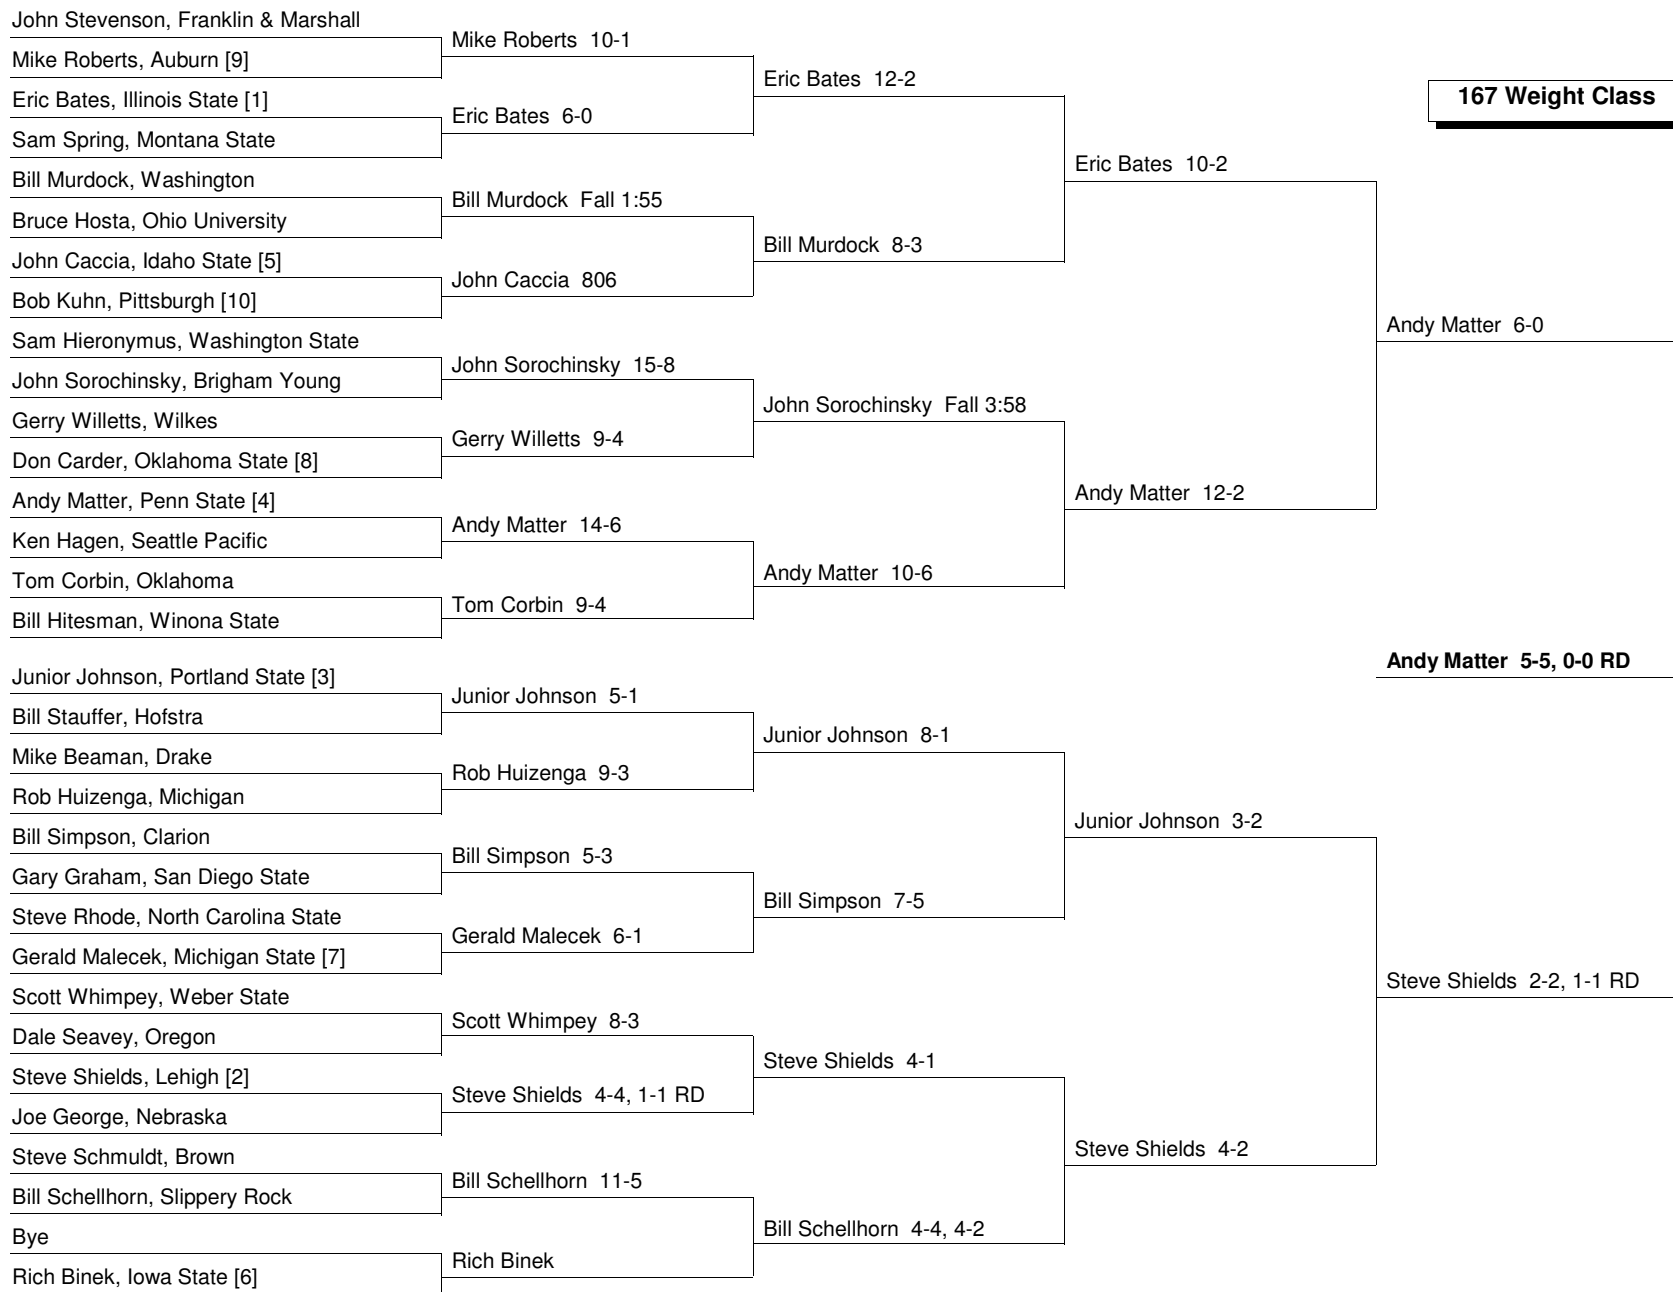 John Stevenson, Franklin & Marshall
Mike Roberts, Auburn [9]
Eric Bates, Illinois State [1]
Sam Spring, Montana State
Bill Murdock, Washington
Bruce Hosta, Ohio University
John Caccia, Idaho State [5]
Bob Kuhn, Pittsburgh [10]
Sam Hieronymus, Washington State
John Sorochinsky, Brigham Young
Gerry Willetts, Wilkes
Don Carder, Oklahoma State [8]
Andy Matter, Penn State [4]
Ken Hagen, Seattle Pacific
Tom Corbin, Oklahoma
Bill Hitesman, Winona State
Junior Johnson, Portland State [3]
Bill Stauffer, Hofstra
Mike Beaman, Drake
Rob Huizenga, Michigan
Bill Simpson, Clarion
Gary Graham, San Diego State
Steve Rhode, North Carolina State
Gerald Malecek, Michigan State [7]
Scott Whimpey, Weber State
Dale Seavey, Oregon
Steve Shields, Lehigh [2]
Joe George, Nebraska
Steve Schmuldt, Brown
Bill Schellhorn, Slippery Rock
Bye
Rich Binek, Iowa State [6]
Mike Roberts 10-1
Eric Bates 6-0
Bill Murdock Fall 1:55
John Caccia 806
John Sorochinsky 15-8
Gerry Willetts 9-4
Andy Matter 14-6
Tom Corbin 9-4
Junior Johnson 5-1
Rob Huizenga 9-3
Bill Simpson 5-3
Gerald Malecek 6-1
Scott Whimpey 8-3
Steve Shields 4-4, 1-1 RD
Bill Schellhorn 11-5
Rich Binek
Eric Bates 12-2
Bill Murdock 8-3
John Sorochinsky Fall 3:58
Andy Matter 10-6
Junior Johnson 8-1
Bill Simpson 7-5
Steve Shields 4-1
Bill Schellhorn 4-4, 4-2
Eric Bates 10-2
Andy Matter 12-2
Junior Johnson 3-2
Steve Shields 4-2
167 Weight Class
Andy Matter 6-0
Andy Matter 5-5, 0-0 RD
Steve Shields 2-2, 1-1 RD